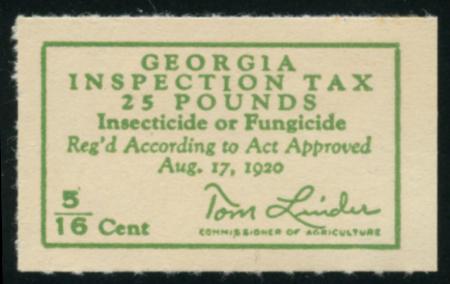 GEORGIA
INSPECTION TAX
25 POUNDS
Insecticide or Fungicide
Reg'd According to Act Approved
Aug. 17, 1920
5/16 Cent
Tom Linder
COMMISSIONER OF AGRICULTURE